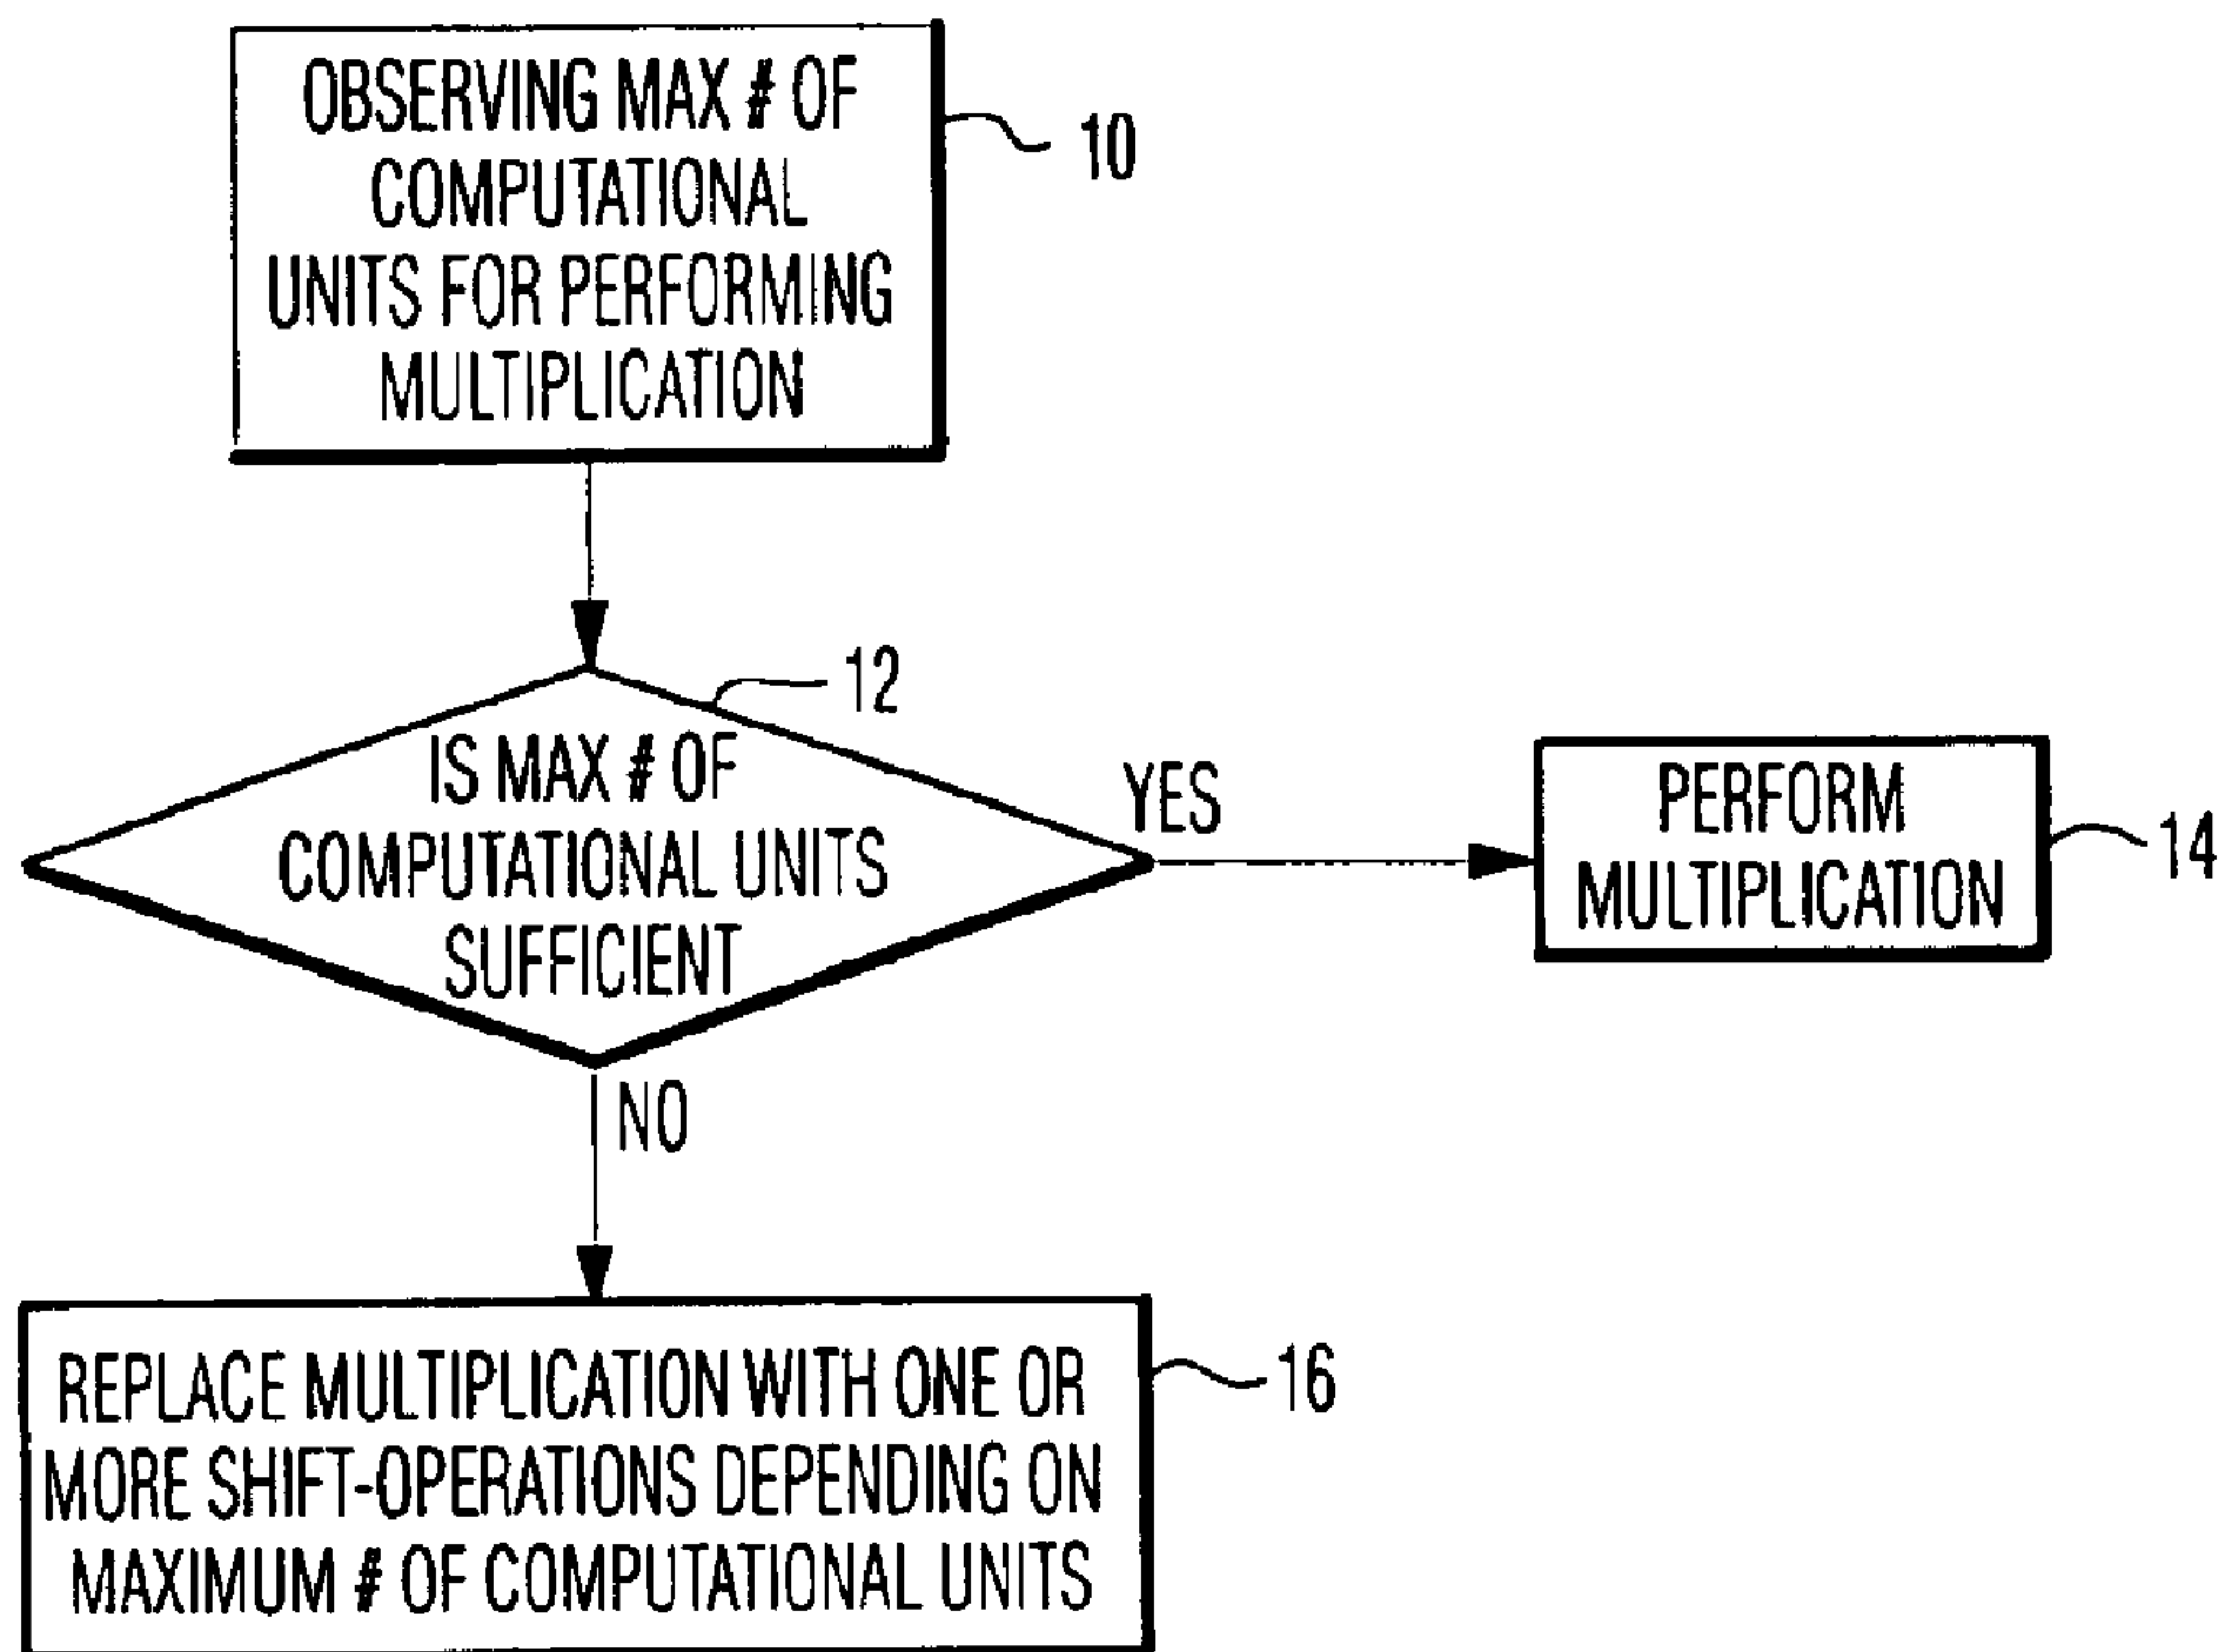 OBSERVING MAX # OF
COMPUTATIONAL
UNITS FOR PERFORMING
MULTIPLICATION
10
12
IS MAX # OF
COMPUTATIONAL UNITS
SUFFICIENT
YES
PERFORM
MULTIPLICATION
14
NO
REPLACE MULTIPLICATION WITH ONE OR
MORE SHIFT-OPERATIONS DEPENDING ON
MAXIMUM # OF COMPUTATIONAL UNITS
16